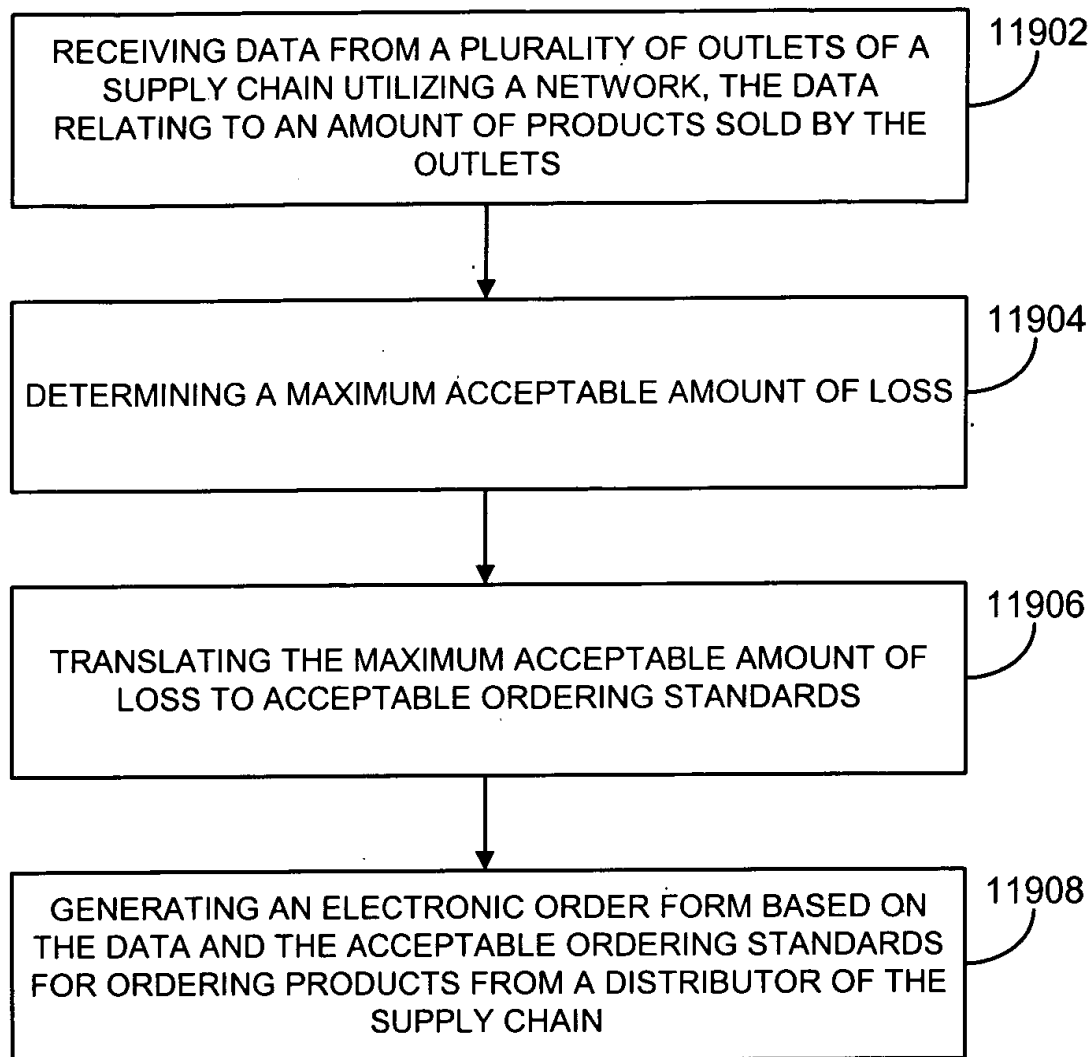 RECEIVING DATA FROM A PLURALITY OF OUTLETS OF A
SUPPLY CHAIN UTILIZING A NETWORK, THE DATA
RELATING TO AN AMOUNT OF PRODUCTS SOLD BY THE
OUTLETS
11902
DETERMINING A MAXIMUM ACCEPTABLE AMOUNT OF LOSS
11904
TRANSLATING THE MAXIMUM ACCEPTABLE AMOUNT OF
LOSS TO ACCEPTABLE ORDERING STANDARDS
11906
GENERATING AN ELECTRONIC ORDER FORM BASED ON
THE DATA AND THE ACCEPTABLE ORDERING STANDARDS
FOR ORDERING PRODUCTS FROM A DISTRIBUTOR OF THE
SUPPLY CHAIN
11908